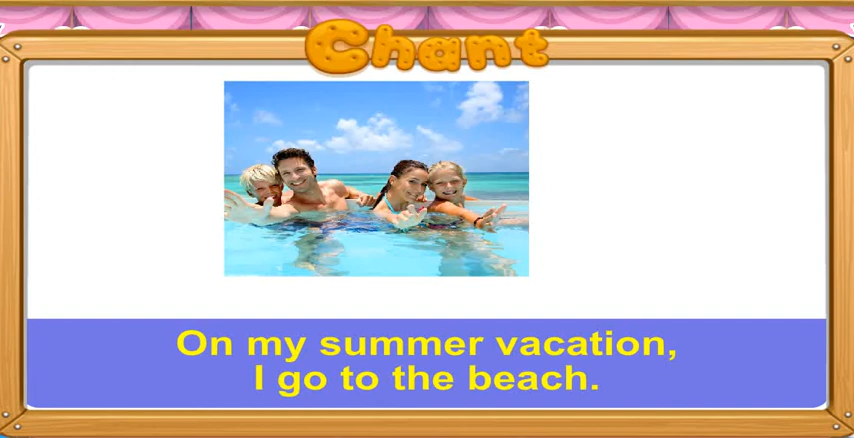 Chant
On my summer vacation,
I go to the beach.